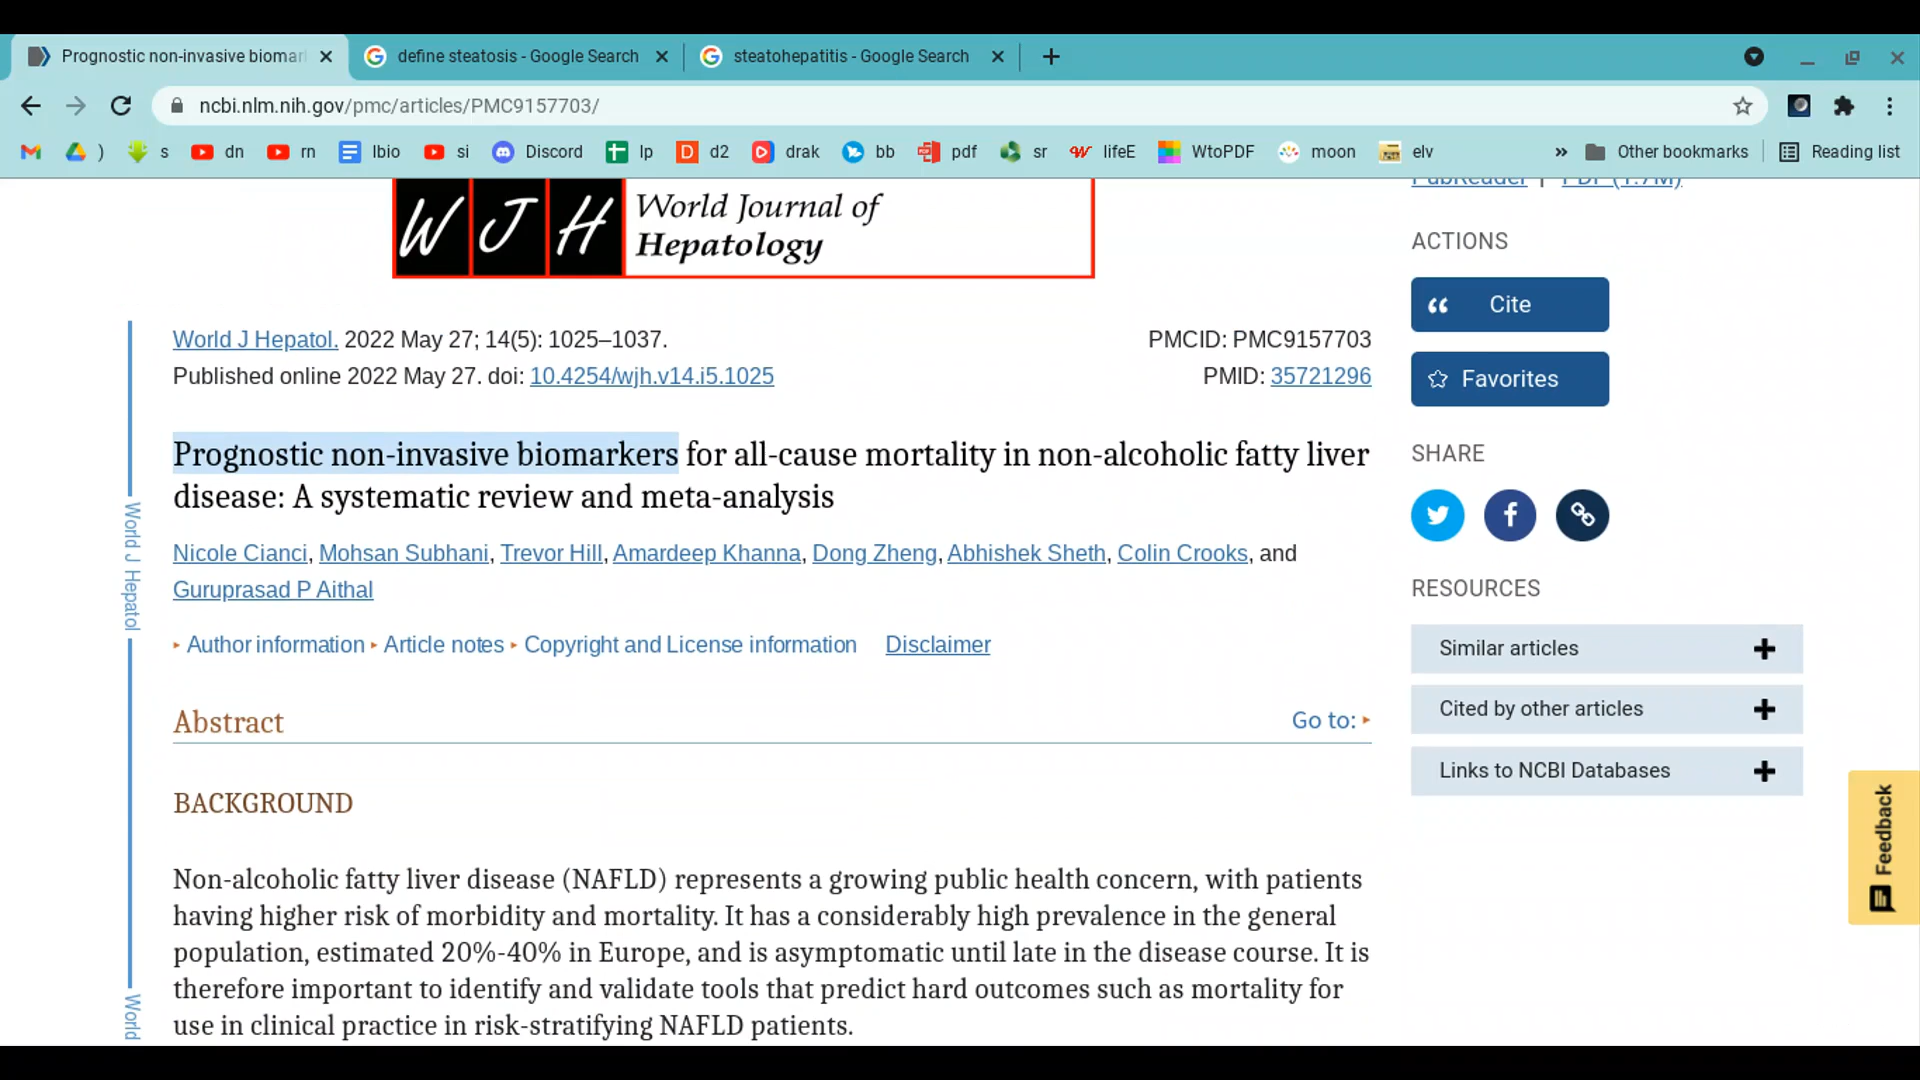 Prognostic non-invasive biomar
define steatosis - Google Search
steatohepatitis - Google Search
ncbi.nlm.nih.gov/pmc/articles/PMC9157703/
)
s
dn
rn
lbio
si
Discord
lp
d2
drak
bb
pdf
sr
lifeE
WtoPDF
moon
elv
»
Other bookmarks
Reading list
W J H
World Journal of
Hepatology
PubReader | PDF (1.7M)
World J Hepatol. 2022 May 27; 14(5): 1025–1037.
PMCID: PMC9157703
Published online 2022 May 27. doi: 10.4254/wjh.v14.i5.1025
PMID: 35721296
Prognostic non-invasive biomarkers for all-cause mortality in non-alcoholic fatty liver
disease: A systematic review and meta-analysis
Nicole Cianci, Mohsan Subhani, Trevor Hill, Amardeep Khanna, Dong Zheng, Abhishek Sheth, Colin Crooks, and
Guruprasad P Aithal
Author information Article notes Copyright and License information Disclaimer
Abstract
Go to:
BACKGROUND
Non-alcoholic fatty liver disease (NAFLD) represents a growing public health concern, with patients
having higher risk of morbidity and mortality. It has a considerably high prevalence in the general
population, estimated 20%-40% in Europe, and is asymptomatic until late in the disease course. It is
therefore important to identify and validate tools that predict hard outcomes such as mortality for
use in clinical practice in risk-stratifying NAFLD patients.
World J Hepatol
World
ACTIONS
Cite
Favorites
SHARE
RESOURCES
Similar articles
Cited by other articles
Links to NCBI Databases
Feedback